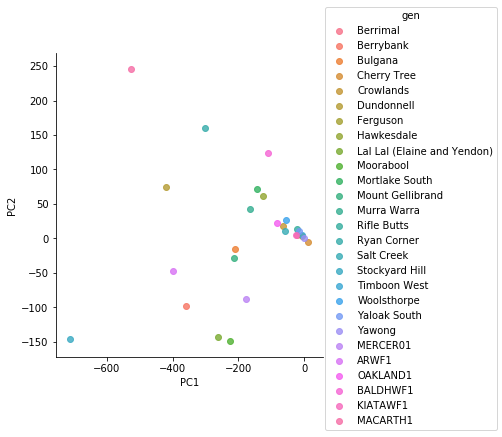 gen
Berrimal
Berrybank
Bulgana
Cherry Tree
Crowlands
Dundonnell
Ferguson
Hawkesdale
Lal Lal (Elaine and Yendon)
Moorabool
Mortlake South
Mount Gellibrand
Murra Warra
Rifle Butts
Ryan Corner
Salt Creek
Stockyard Hill
Timboon West
Woolsthorpe
Yaloak South
Yawong
MERCER01
ARWF1
OAKLAND1
BALDHWF1
KIATAWF1
MACARTH1
250
200
150
100
50
0
−50
−100
−150
PC2
−600
−400
−200
0
PC1